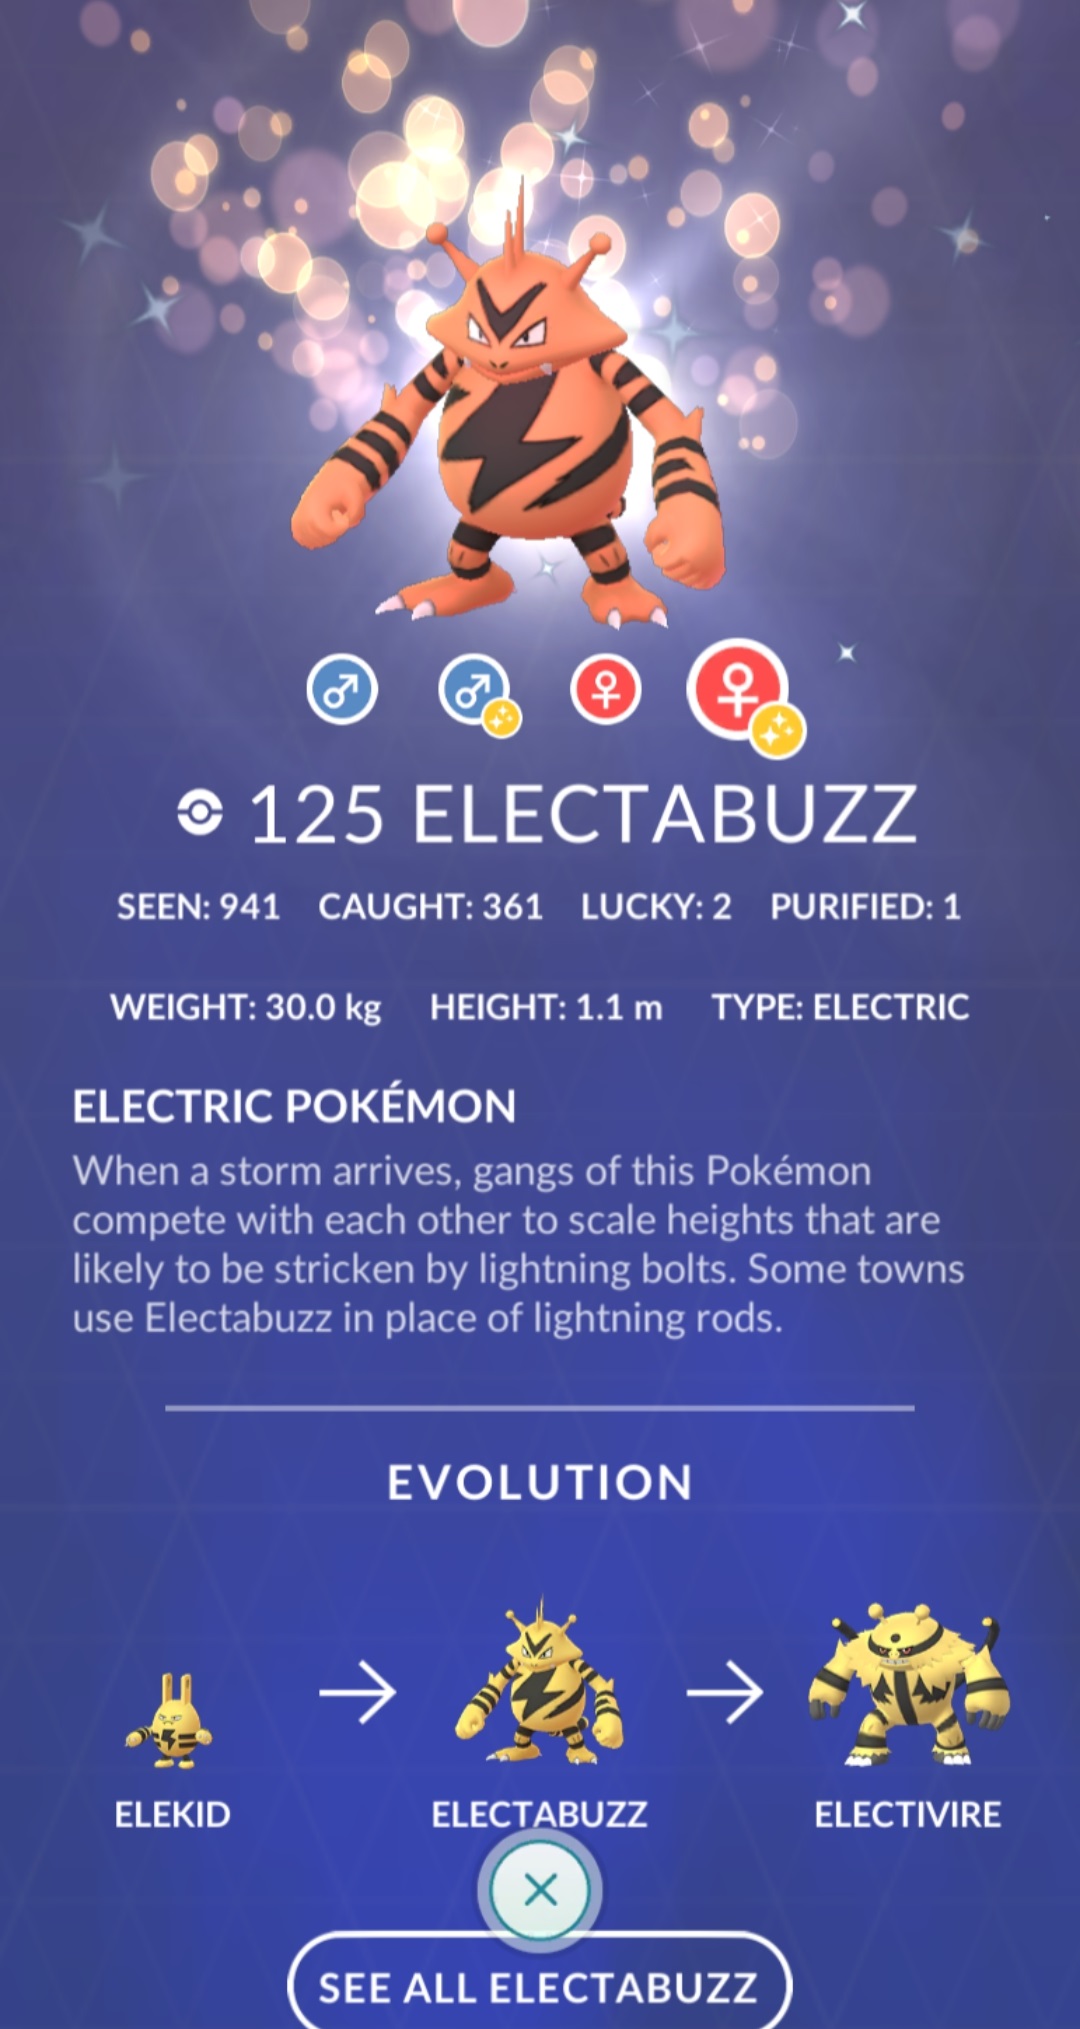 125 ELECTABUZZ
SEEN: 941 CAUGHT: 361 LUCKY: 2 PURIFIED: 1
WEIGHT: 30.0 kg HEIGHT: 1.1 m TYPE: ELECTRIC
ELECTRIC POKÉMON
When a storm arrives, gangs of this Pokémon
compete with each other to scale heights that are
likely to be stricken by lightning bolts. Some towns
use Electabuzz in place of lightning rods.
EVOLUTION
ELEKID ELECTABUZZ ELECTIVIRE
SEE ALL ELECTABUZZ